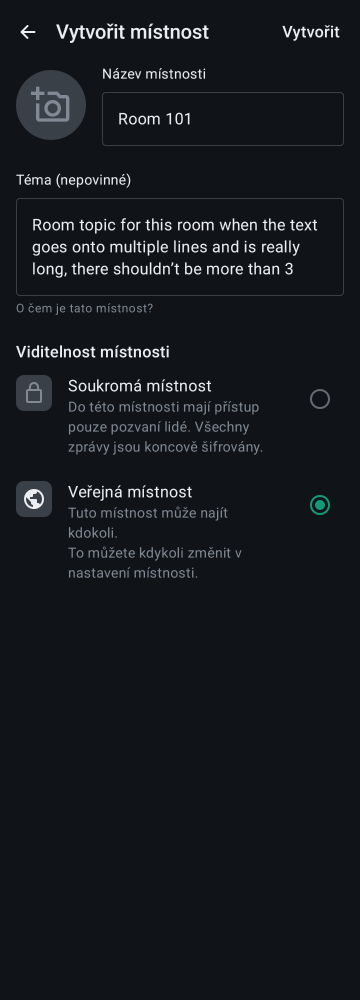 Vytvořit místnost
Vytvořit
Název místnosti
Room 101
Téma (nepovinné)
Room topic for this room when the text
goes onto multiple lines and is really
long, there shouldn’t be more than 3
O čem je tato místnost?
Viditelnost místnosti
Soukromá místnost
Do této místnosti mají přístup
pouze pozvaní lidé. Všechny
zprávy jsou koncově šifrovány.
Veřejná místnost
Tuto místnost může najít
kdokoli.
To můžete kdykoli změnit v
nastavení místnosti.